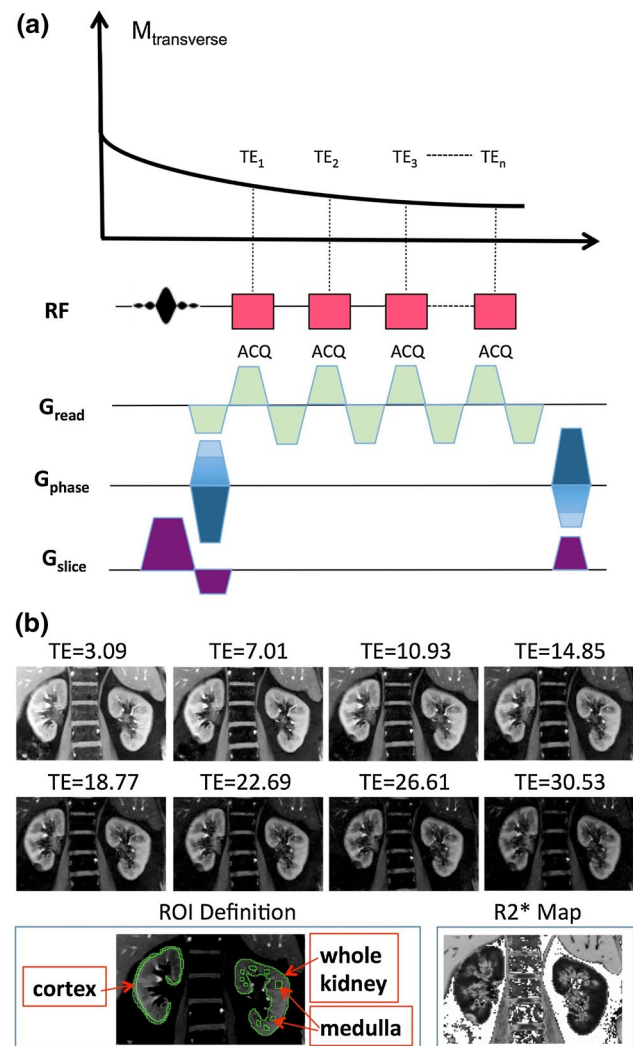 (a)
Mtransverse
TE1 TE2 TE3 TEn
RF
ACQ ACQ ACQ ACQ
Gread
Gphase
Gslice
(b)
TE=3.09 TE=7.01 TE=10.93 TE=14.85
TE=18.77 TE=22.69 TE=26.61 TE=30.53
ROI Definition R2* Map
cortex
whole
kidney
medulla